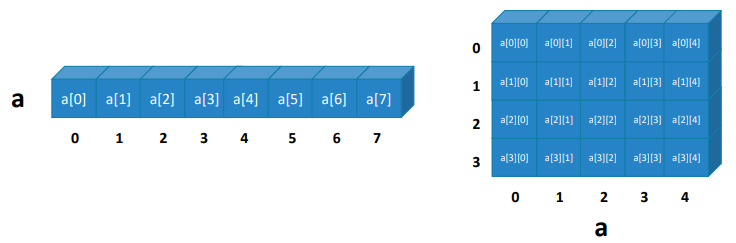 a
a[0] a[1] a[2] a[3] a[4] a[5] a[6] a[7]
0 1 2 3 4 5 6 7
0 a[0][0] a[0][1] a[0][2] a[0][3] a[0][4]
1 a[1][0] a[1][1] a[1][2] a[1][3] a[1][4]
2 a[2][0] a[2][1] a[2][2] a[2][3] a[2][4]
3 a[3][0] a[3][1] a[3][2] a[3][3] a[3][4]
0 1 2 3 4
a